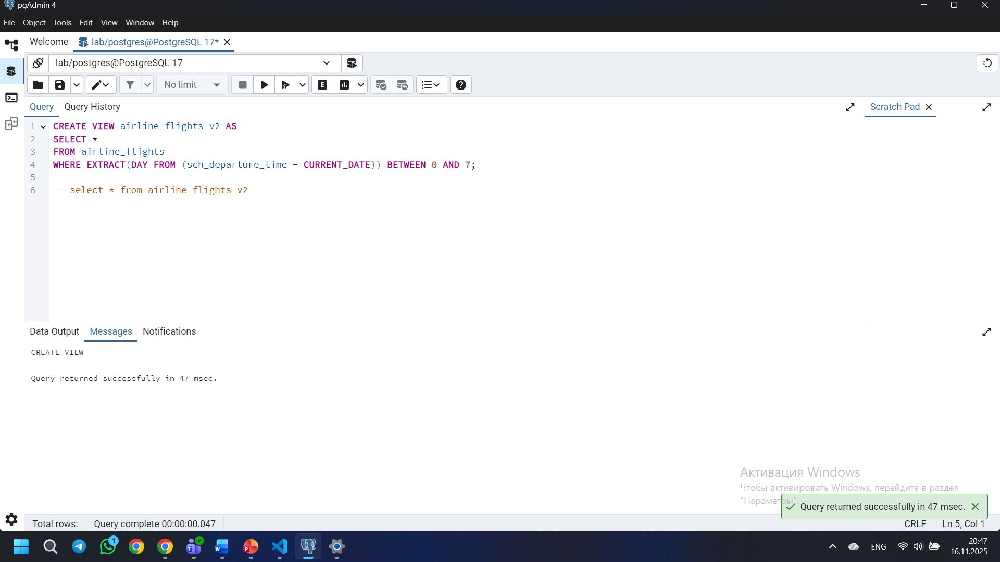 pgAdmin 4
File Object Tools Edit View Window Help
Welcome lab/postgres@PostgreSQL 17*
lab/postgres@PostgreSQL 17
No limit
Query Query History
Scratch Pad
1 CREATE VIEW airline_flights_v2 AS
2 SELECT *
3 FROM airline_flights
4 WHERE EXTRACT(DAY FROM (sch_departure_time - CURRENT_DATE)) BETWEEN 0 AND 7;
5
6 -- select * from airline_flights_v2
Data Output Messages Notifications
CREATE VIEW
Query returned successfully in 47 msec.
Активация Windows
Чтобы активировать Windows, перейдите в раздел
"Параметры".
Query returned successfully in 47 msec.
Total rows: Query complete 00:00:00.047
CRLF Ln 5, Col 1
1
ENG
20:47
16.11.2025